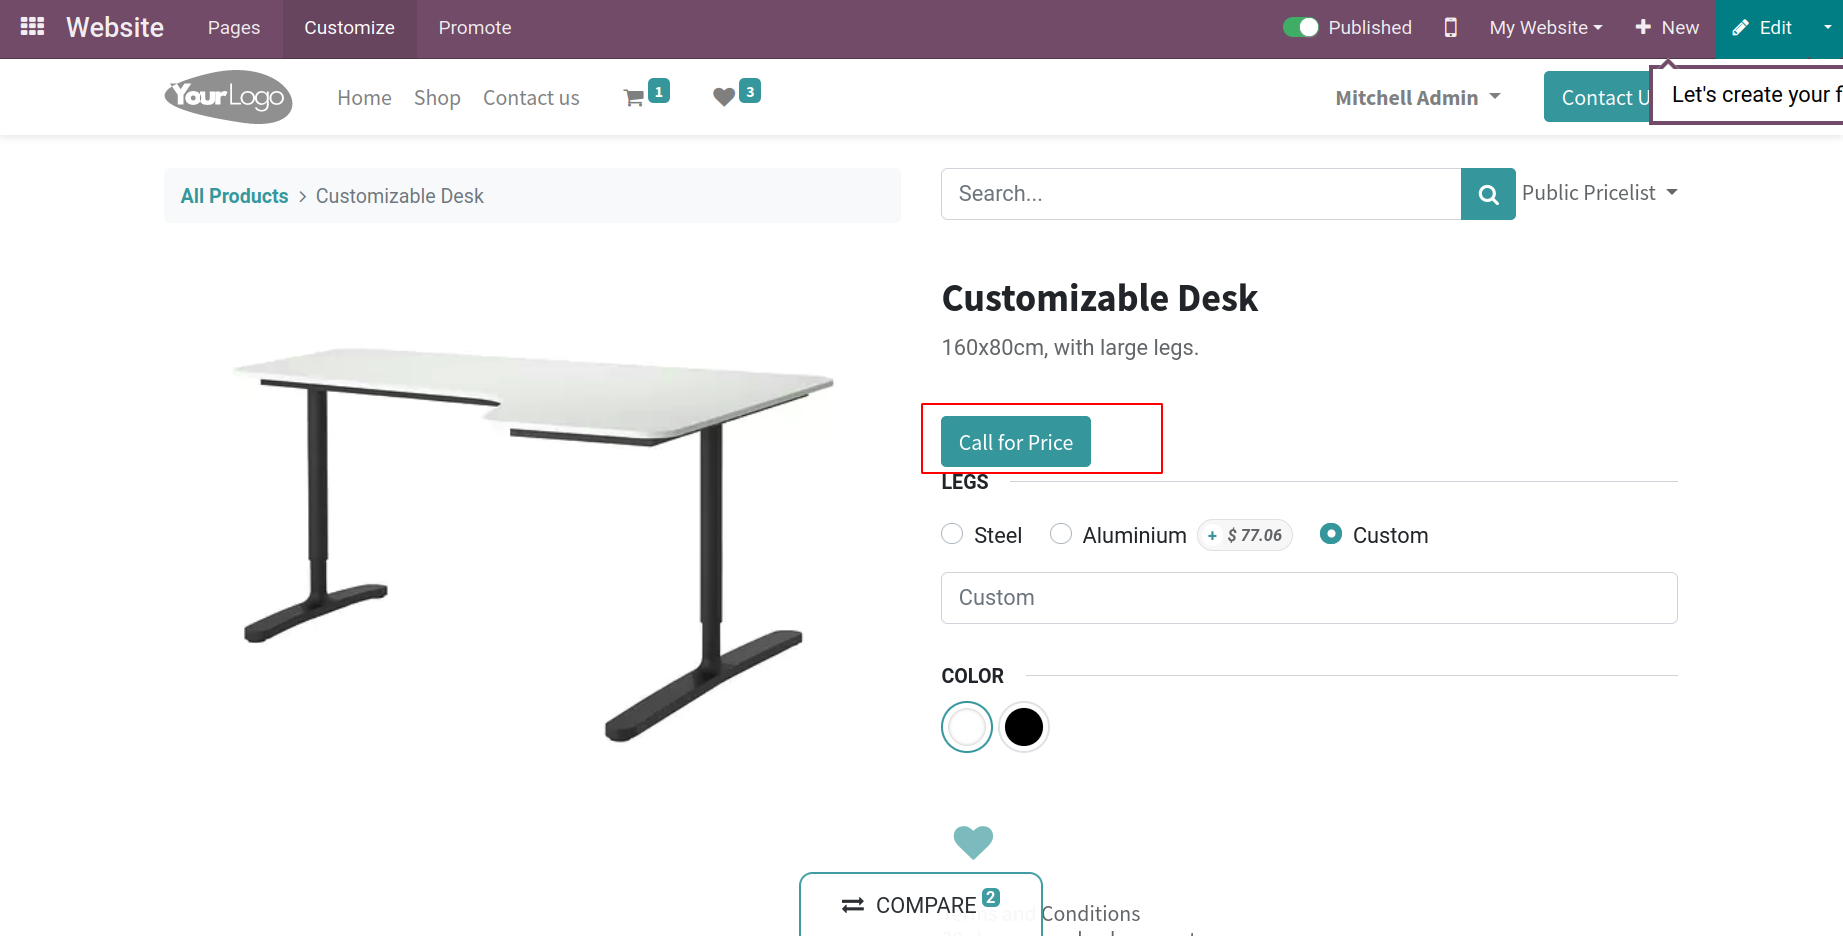 Website Pages Customize Promote Published My Website + New Edit
YourLogo Home Shop Contact us 1 3 Mitchell Admin Contact U Let's create your f
All Products > Customizable Desk Search... Public Pricelist
Customizable Desk
160x80cm, with large legs.
Call for Price
LEGS
Steel Aluminium + $ 77.06 Custom
Custom
COLOR
COMPARE 2
Terms and Conditions